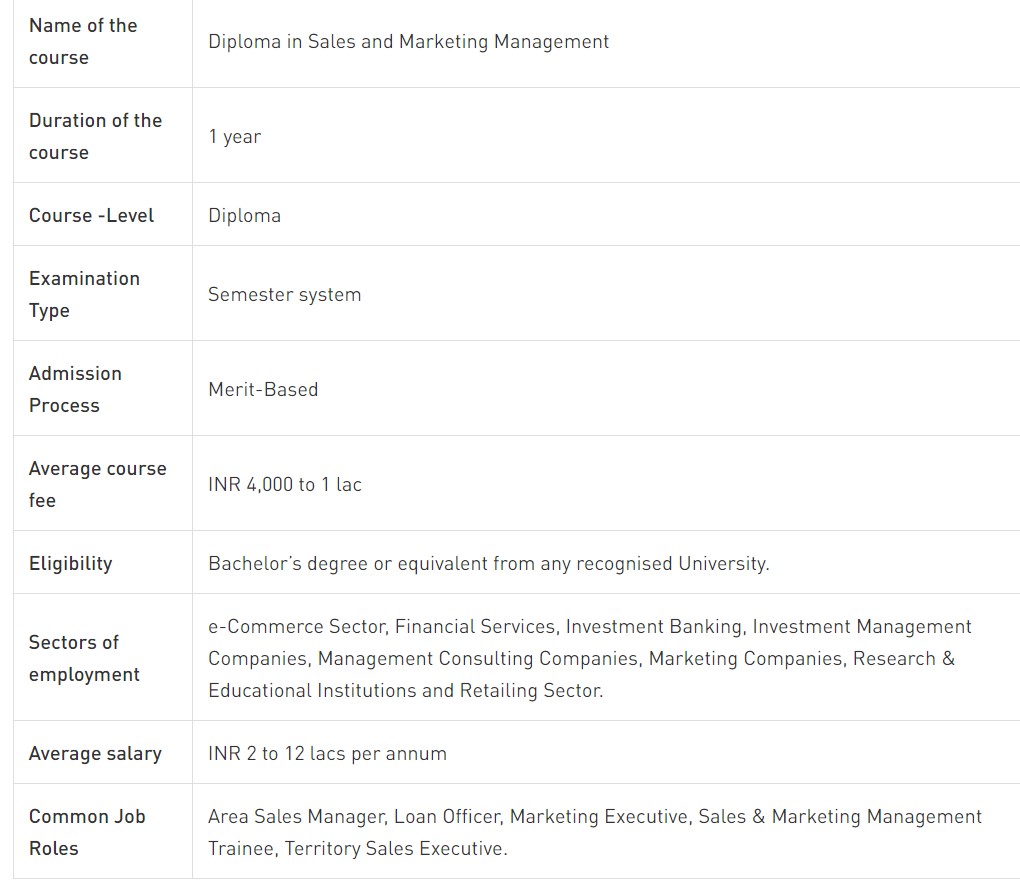 Name of the
course
Diploma in Sales and Marketing Management
Duration of the
course
1 year
Course -Level
Diploma
Examination
Type
Semester system
Admission
Process
Merit-Based
Average course
fee
INR 4,000 to 1 lac
Eligibility
Bachelor’s degree or equivalent from any recognised University.
Sectors of
employment
e-Commerce Sector, Financial Services, Investment Banking, Investment Management
Companies, Management Consulting Companies, Marketing Companies, Research &
Educational Institutions and Retailing Sector.
Average salary
INR 2 to 12 lacs per annum
Common Job
Roles
Area Sales Manager, Loan Officer, Marketing Executive, Sales & Marketing Management
Trainee, Territory Sales Executive.